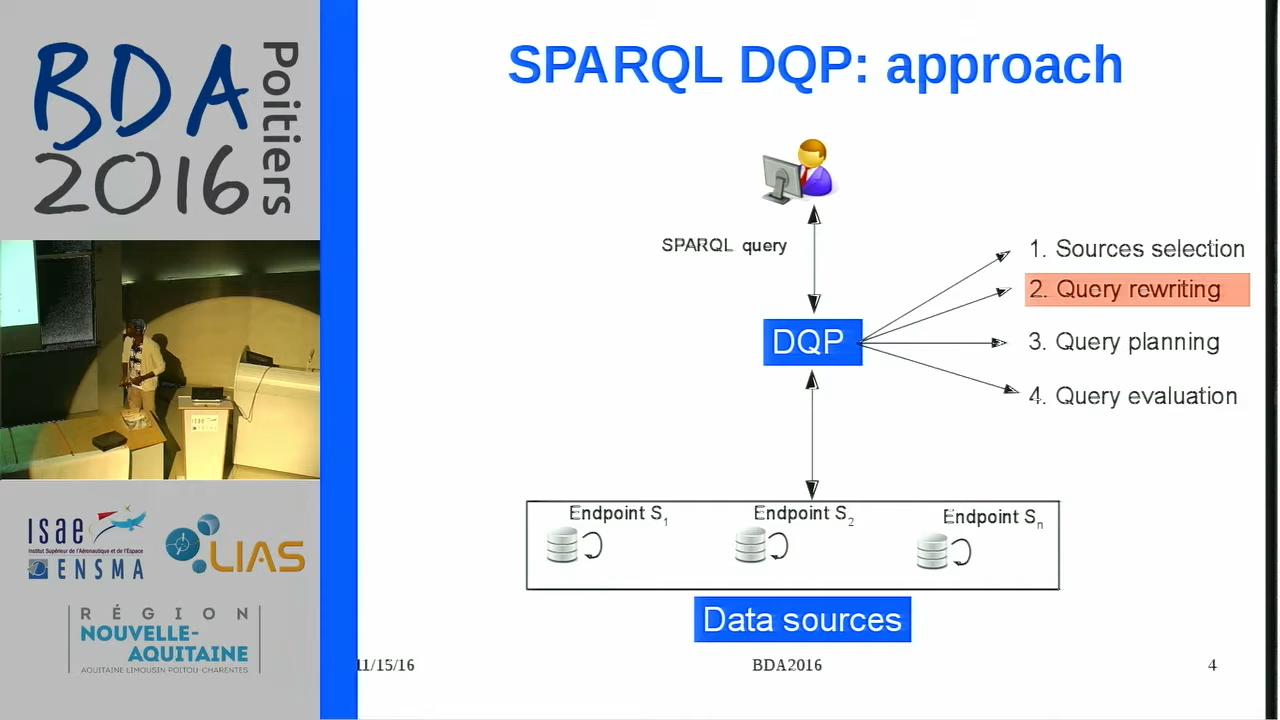 BDA
2016
Poitiers
SPARQL DQP: approach
SPARQL query
DQP
1. Sources selection
2. Query rewriting
3. Query planning
4. Query evaluation
Endpoint S1
Endpoint S2
Endpoint Sn
Data sources
11/15/16
BDA2016
4
isae
Institut Supérieur de l'Aéronautique et de l'Espace
ENSMA
LIAS
RÉGION
NOUVELLE-
AQUITAINE
AQUITAINE LIMOUSIN POITOU-CHARENTES